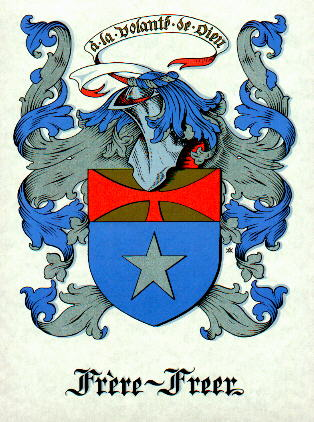 a · la · volanté · de · Dieu
Frère~Freer